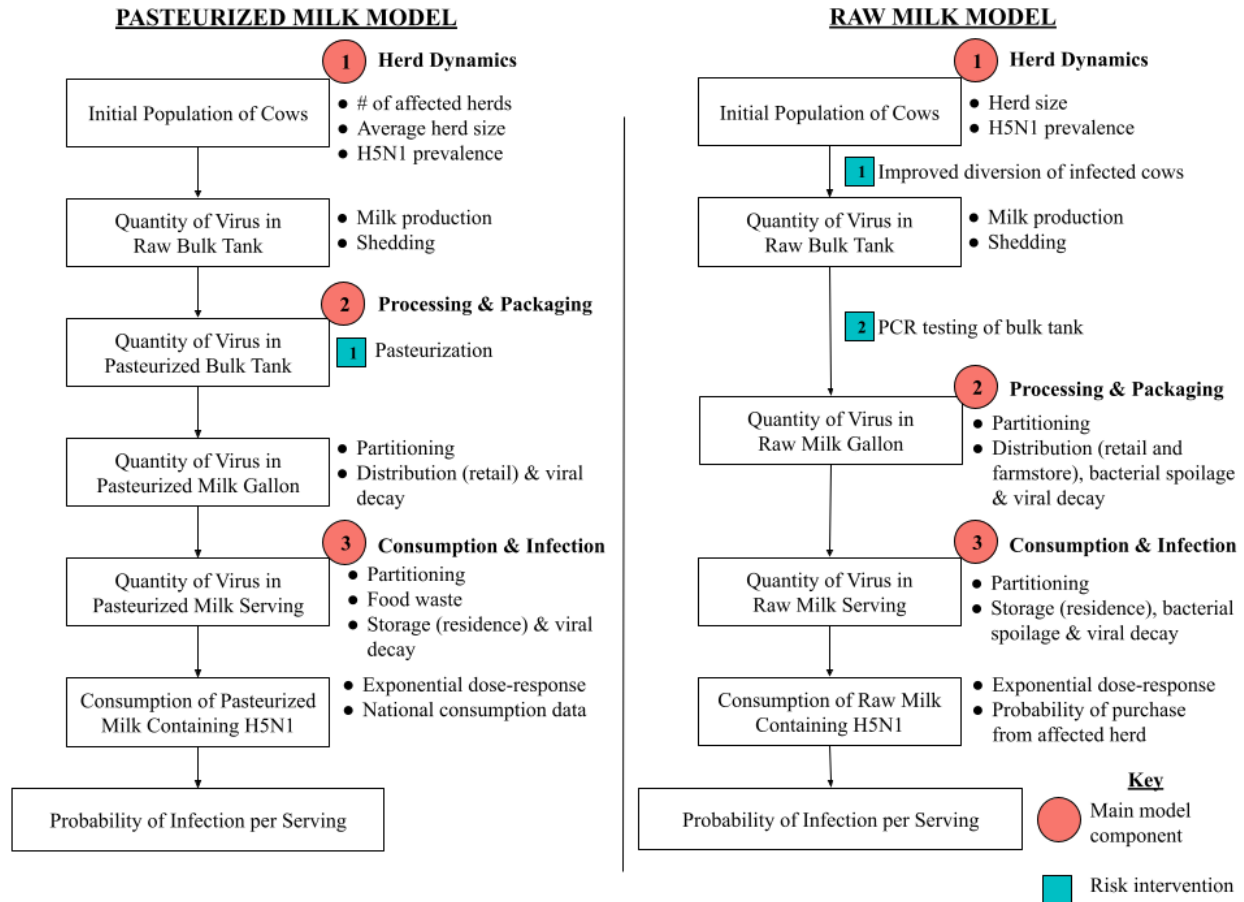 PASTEURIZED MILK MODEL
1 Herd Dynamics
Initial Population of Cows
● # of affected herds
● Average herd size
● H5N1 prevalence
Quantity of Virus in
Raw Bulk Tank
● Milk production
● Shedding
2 Processing & Packaging
Quantity of Virus in
Pasteurized Bulk Tank
1 Pasteurization
Quantity of Virus in
Pasteurized Milk Gallon
● Partitioning
● Distribution (retail) & viral
decay
3 Consumption & Infection
Quantity of Virus in
Pasteurized Milk Serving
● Partitioning
● Food waste
● Storage (residence) & viral
decay
Consumption of Pasteurized
Milk Containing H5N1
● Exponential dose-response
● National consumption data
Probability of Infection per Serving
RAW MILK MODEL
1 Herd Dynamics
Initial Population of Cows
● Herd size
● H5N1 prevalence
1 Improved diversion of infected cows
Quantity of Virus in
Raw Bulk Tank
● Milk production
● Shedding
2 PCR testing of bulk tank
2 Processing & Packaging
Quantity of Virus in
Raw Milk Gallon
● Partitioning
● Distribution (retail and
farmstore), bacterial spoilage
& viral decay
3 Consumption & Infection
Quantity of Virus in
Raw Milk Serving
● Partitioning
● Storage (residence), bacterial
spoilage & viral decay
Consumption of Raw Milk
Containing H5N1
● Exponential dose-response
● Probability of purchase
from affected herd
Probability of Infection per Serving
Key
Main model
component
Risk intervention